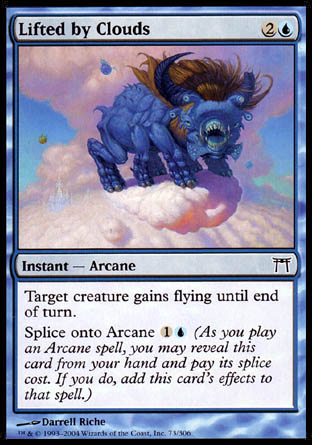 Lifted by Clouds 2
Instant — Arcane
Target creature gains flying until end
of turn.
Splice onto Arcane 1 (As you play
an Arcane spell, you may reveal this
card from your hand and pay its splice
cost. If you do, add this card's effects to
that spell.)
Darrell Riche
™ & © 1993–2004 Wizards of the Coast, Inc. 73/306